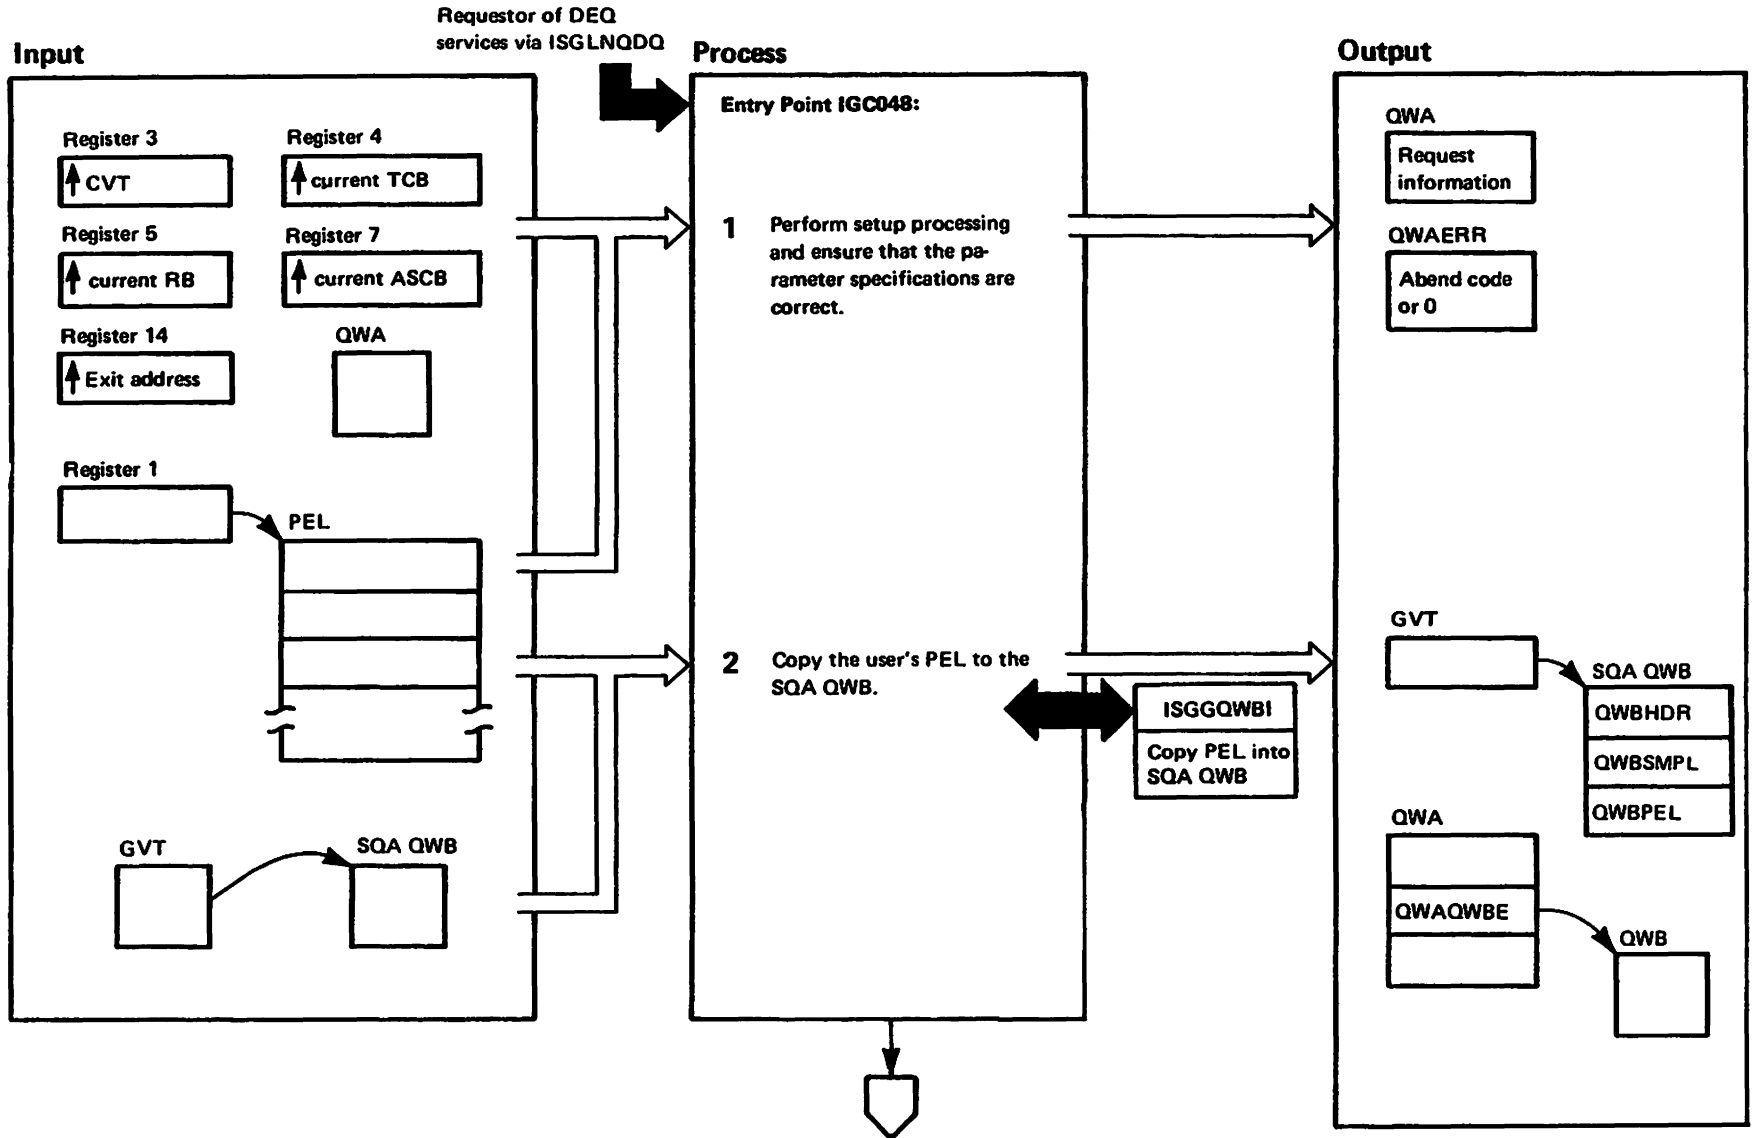 Requestor of DEQ
services via ISGLNQDQ
Input
Process
Output
Entry Point IGC048:
Register 3
CVT
Register 4
current TCB
Register 5
current RB
Register 7
current ASCB
Register 14
Exit address
QWA
Register 1
PEL
GVT
SQA QWB
1 Perform setup processing
and ensure that the pa-
rameter specifications are
correct.
2 Copy the user's PEL to the
SQA QWB.
ISGGQWBI
Copy PEL into
SQA QWB
QWA
Request
information
QWAERR
Abend code
or 0
GVT
SQA QWB
QWBHDR
QWBSMPL
QWBPEL
QWA
QWAQWBE
QWB